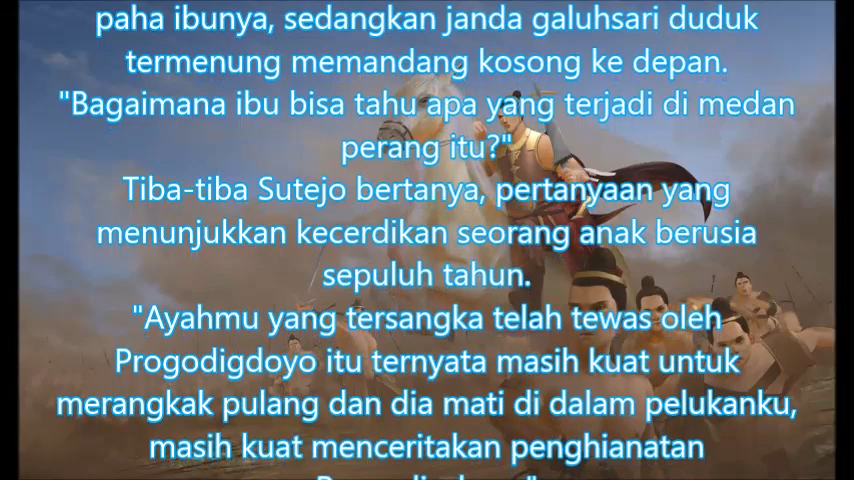 paha ibunya, sedangkan janda galuhsari duduk
termenung memandang kosong ke depan.
"Bagaimana ibu bisa tahu apa yang terjadi di medan
perang itu?"
Tiba-tiba Sutejo bertanya, pertanyaan yang
menunjukkan kecerdikan seorang anak berusia
sepuluh tahun.
"Ayahmu yang tersangka telah tewas oleh
Progodigdoyo itu ternyata masih kuat untuk
merangkak pulang dan dia mati di dalam pelukanku,
masih kuat menceritakan penghianatan